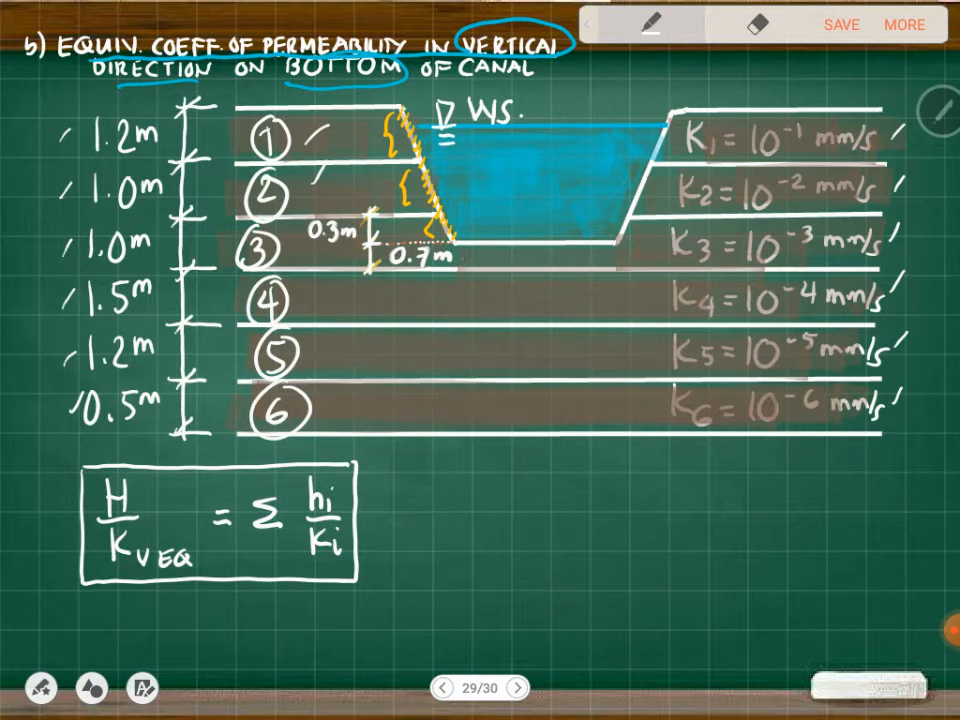 SAVE MORE
b) EQUIV. COEFF. OF PERMEABILITY IN VERTICAL
DIRECTION ON BOTTOM OF CANAL
WS.
1.2m ① K1 = 10⁻¹ mm/s
1.0m ② K2 = 10⁻² mm/s
0.3m
1.0m ③ K3 = 10⁻³ mm/s
0.7m
1.5m ④ K4 = 10⁻⁴ mm/s
1.2m ⑤ K5 = 10⁻⁵ mm/s
0.5m ⑥ K6 = 10⁻⁶ mm/s
H/KV EQ = Σ hi/Ki
29/30